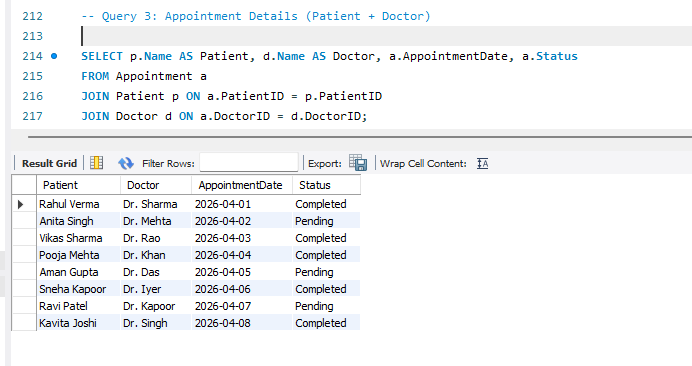 212 -- Query 3: Appointment Details (Patient + Doctor)
213
214 SELECT p.Name AS Patient, d.Name AS Doctor, a.AppointmentDate, a.Status
215 FROM Appointment a
216 JOIN Patient p ON a.PatientID = p.PatientID
217 JOIN Doctor d ON a.DoctorID = d.DoctorID;
Result Grid Filter Rows: Export: Wrap Cell Content: IA
Patient Doctor AppointmentDate Status
Rahul Verma Dr. Sharma 2026-04-01 Completed
Anita Singh Dr. Mehta 2026-04-02 Pending
Vikas Sharma Dr. Rao 2026-04-03 Completed
Pooja Mehta Dr. Khan 2026-04-04 Completed
Aman Gupta Dr. Das 2026-04-05 Pending
Sneha Kapoor Dr. Iyer 2026-04-06 Completed
Ravi Patel Dr. Kapoor 2026-04-07 Pending
Kavita Joshi Dr. Singh 2026-04-08 Completed